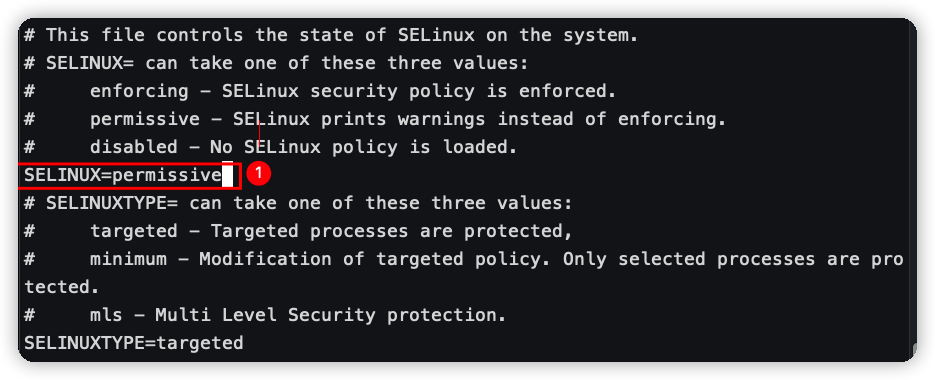 # This file controls the state of SELinux on the system.
# SELINUX= can take one of these three values:
#     enforcing - SELinux security policy is enforced.
#     permissive - SELinux prints warnings instead of enforcing.
#     disabled - No SELinux policy is loaded.
SELINUX=permissive 1
# SELINUXTYPE= can take one of these three values:
#     targeted - Targeted processes are protected,
#     minimum - Modification of targeted policy. Only selected processes are pro
tected.
#     mls - Multi Level Security protection.
SELINUXTYPE=targeted